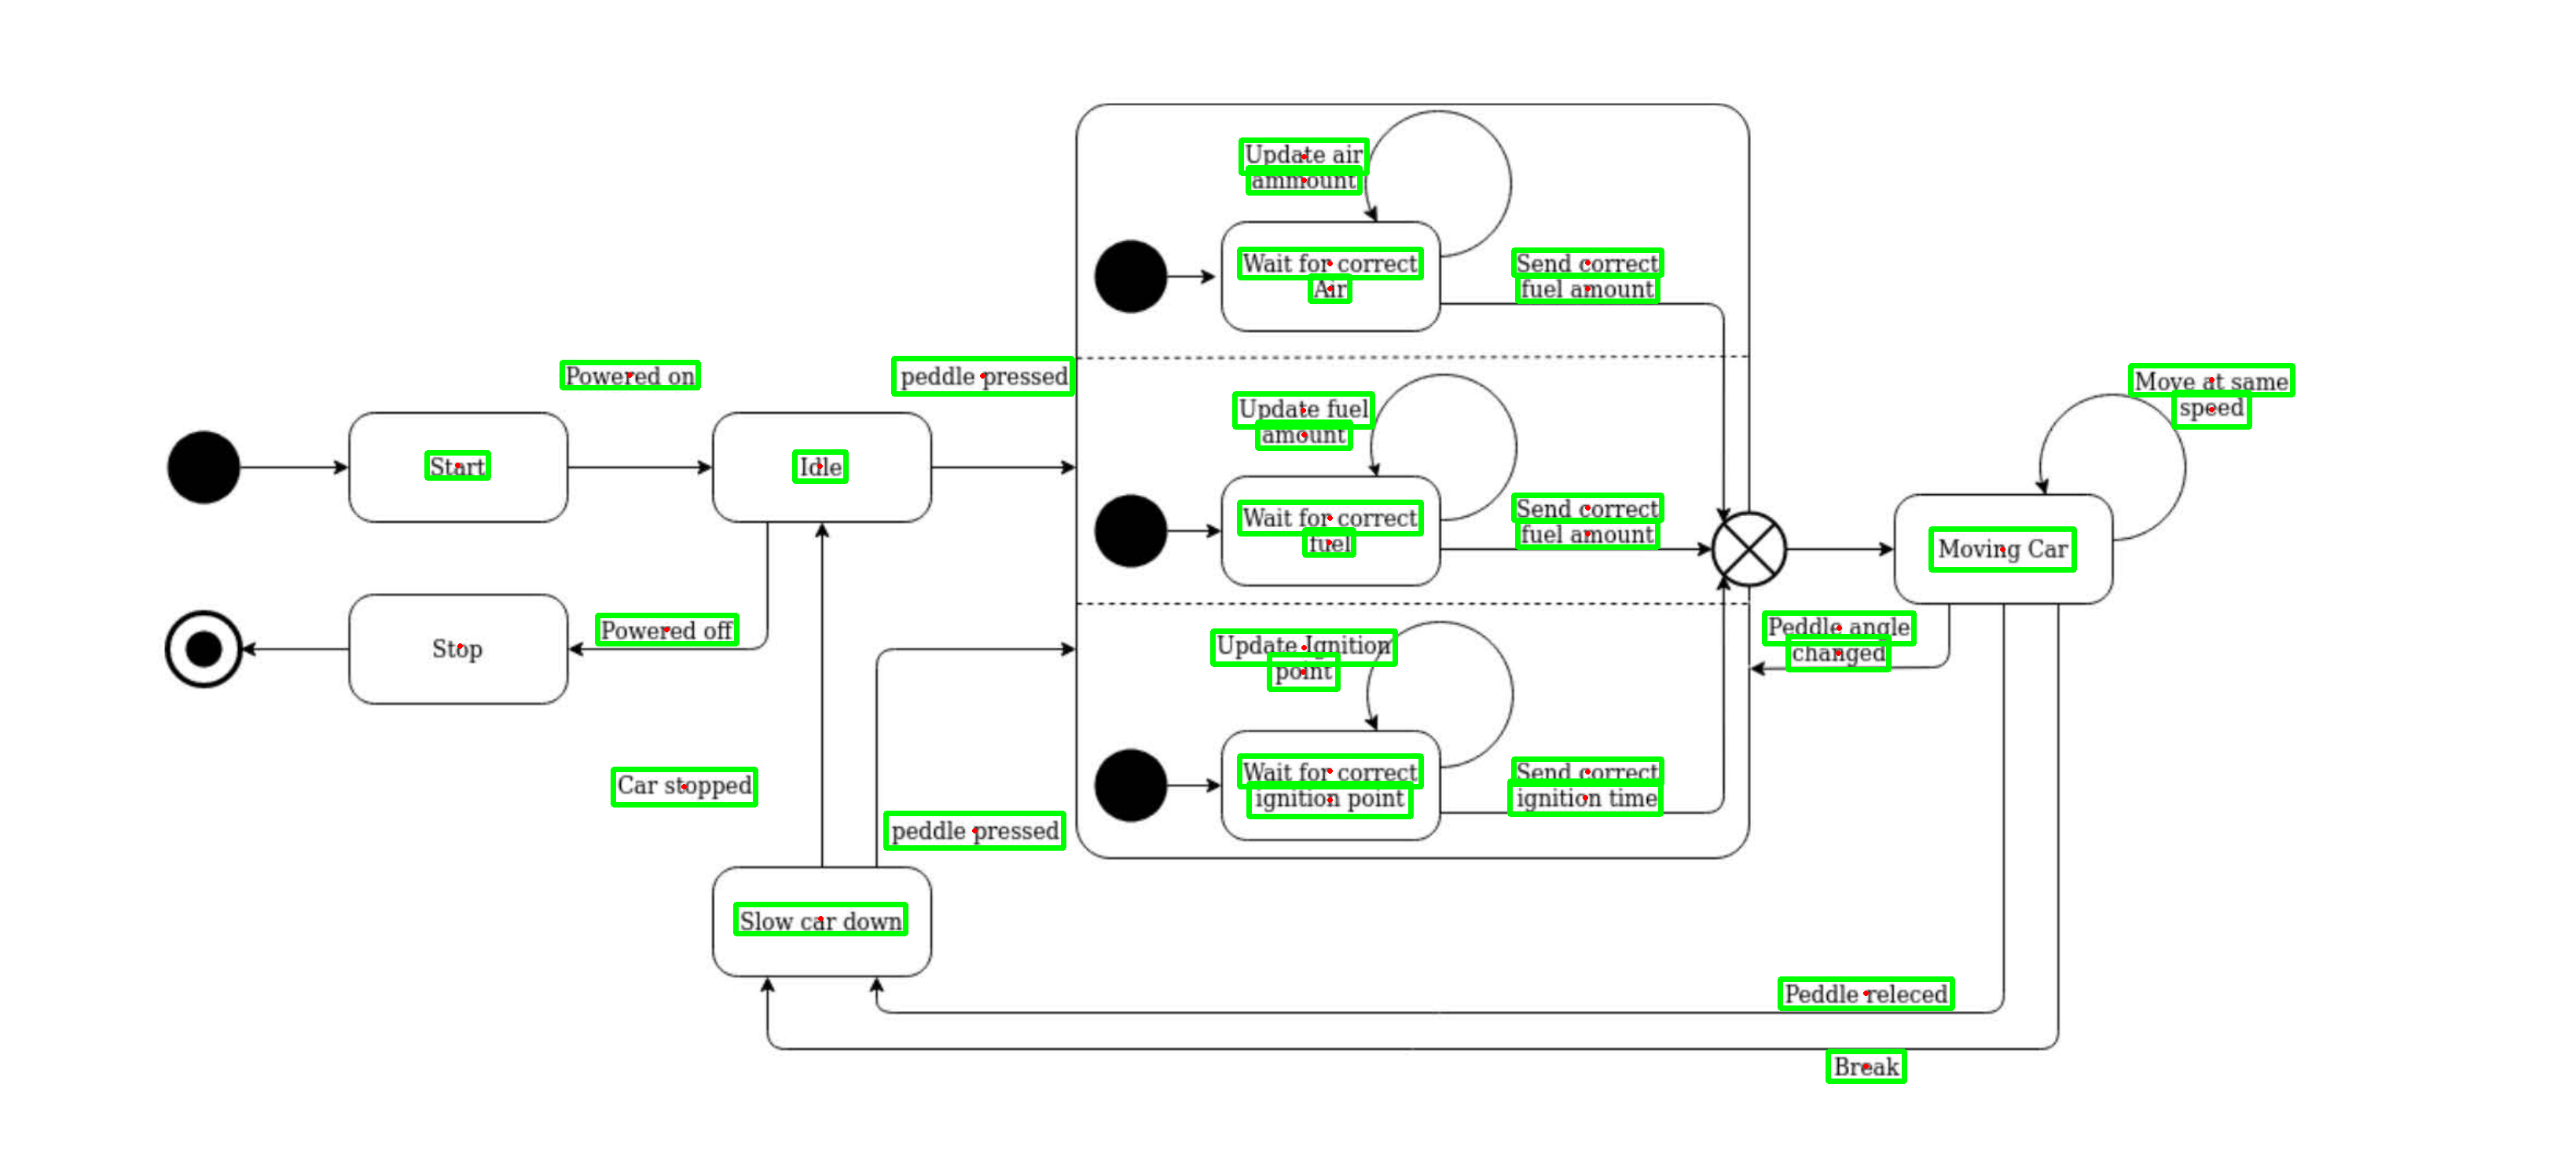 Update air
ammount
Wait for correct
Air
Send correct
fuel amount
Powered on
peddle pressed
Move at same
speed
Update fuel
amount
Start
Idle
Wait for correct
fuel
Send correct
fuel amount
Moving Car
Stop
Powered off
Update Ignition
point
Peddle angle
changed
Car stopped
Wait for correct
ignition point
Send correct
ignition time
peddle pressed
Slow car down
Peddle releced
Break